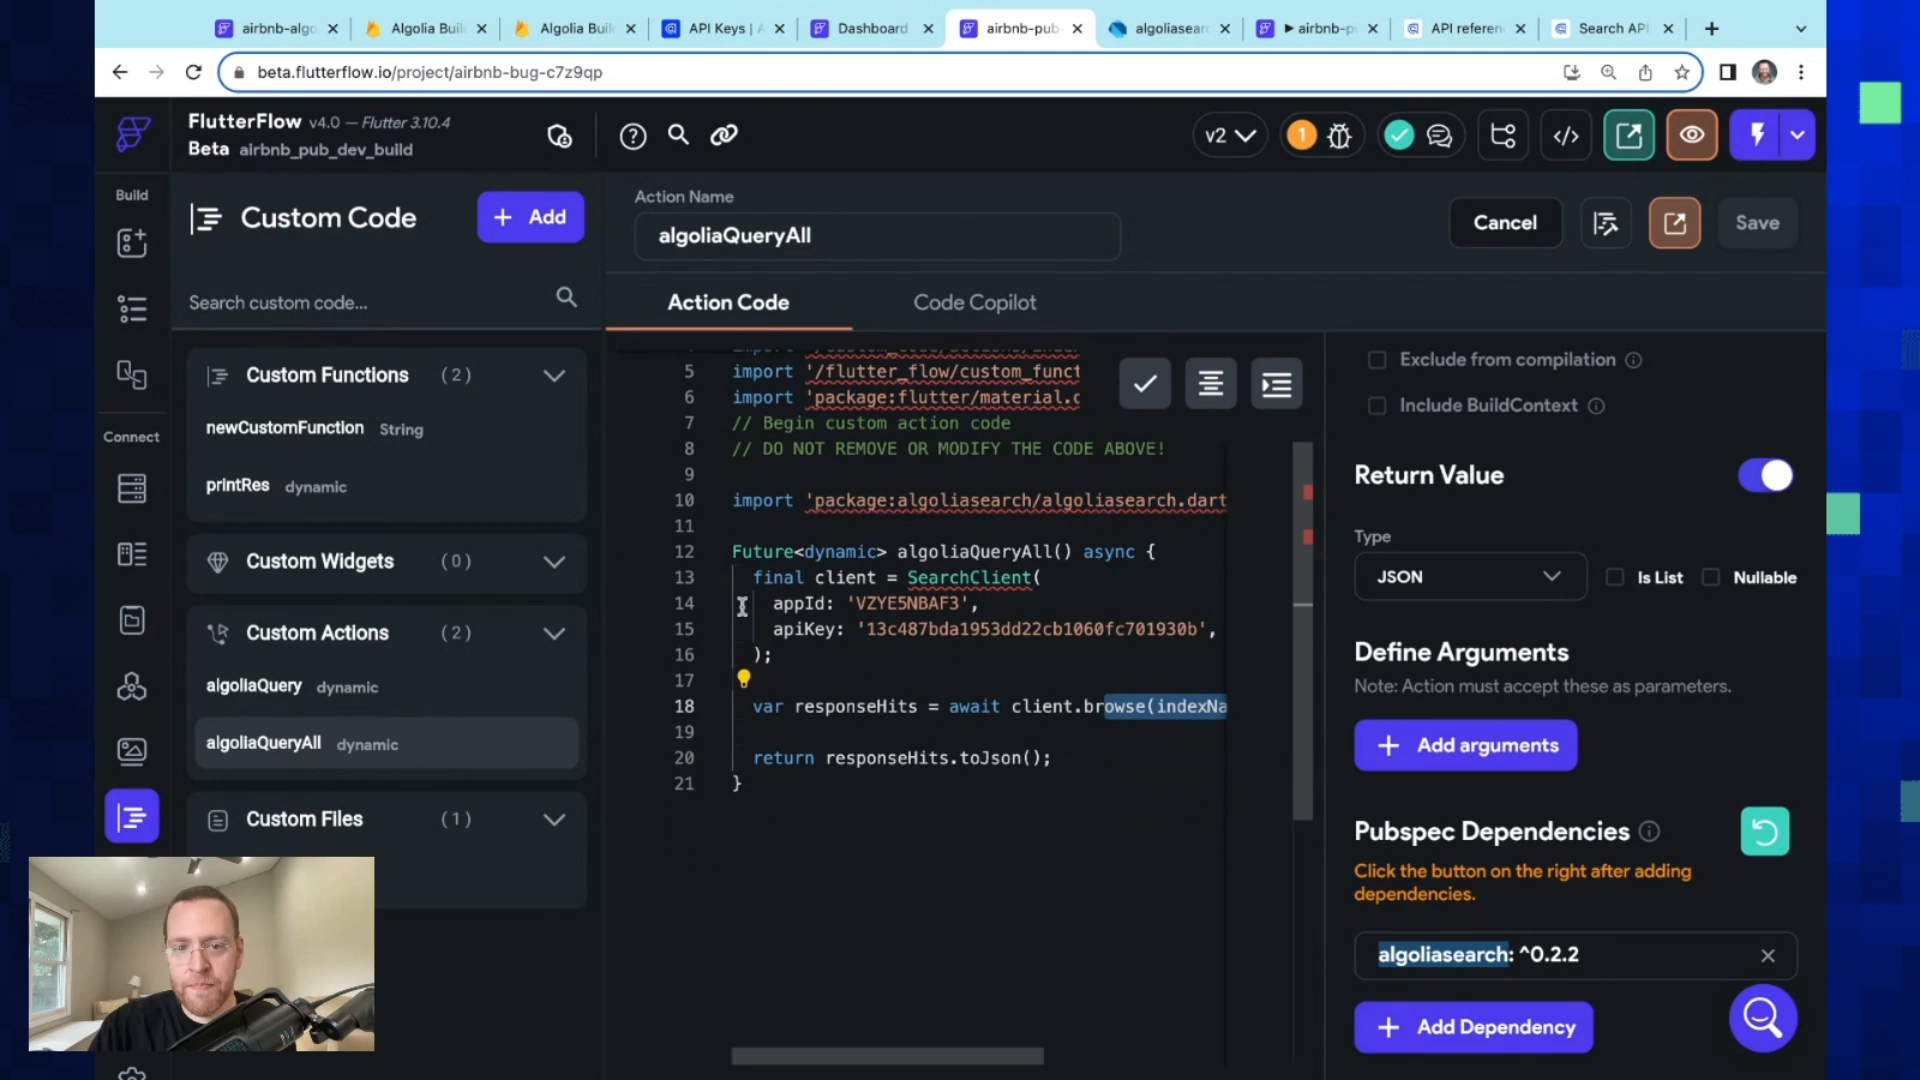 airbnb-algo
Algolia Buil
Algolia Buil
API Keys | A
Dashboard
airbnb-pub
algoliasear
airbnb-p
API referen
Search API
beta.flutterflow.io/project/airbnb-bug-c7z9qp
FlutterFlow v4.0 — Flutter 3.10.4
Beta airbnb_pub_dev_build
v2
1
Build
Connect
Custom Code
+ Add
Search custom code...
Custom Functions (2)
newCustomFunction String
printRes dynamic
Custom Widgets (0)
Custom Actions (2)
algoliaQuery dynamic
algoliaQueryAll dynamic
Custom Files (1)
Action Name
algoliaQueryAll
Cancel
Save
Action Code
Code Copilot
5 import '/flutter_flow/custom_funct
6 import 'package:flutter/material.c
7 // Begin custom action code
8 // DO NOT REMOVE OR MODIFY THE CODE ABOVE!
9
10 import 'package:algoliasearch/algoliasearch.dart
11
12 Future<dynamic> algoliaQueryAll() async {
13 final client = SearchClient(
14 appId: 'VZYE5NBAF3',
15 apiKey: '13c487bda1953dd22cb1060fc701930b',
16 );
17
18 var responseHits = await client.browse(indexNa
19
20 return responseHits.toJson();
21 }
Exclude from compilation
Include BuildContext
Return Value
Type
JSON
Is List
Nullable
Define Arguments
Note: Action must accept these as parameters.
+ Add arguments
Pubspec Dependencies
Click the button on the right after adding
dependencies.
algoliasearch: ^0.2.2
+ Add Dependency